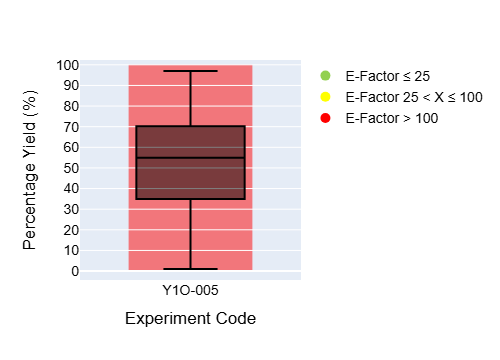 Percentage Yield (%)
100
90
80
70
60
50
40
30
20
10
0
Y1O-005
Experiment Code
E-Factor ≤ 25
E-Factor 25 < X ≤ 100
E-Factor > 100